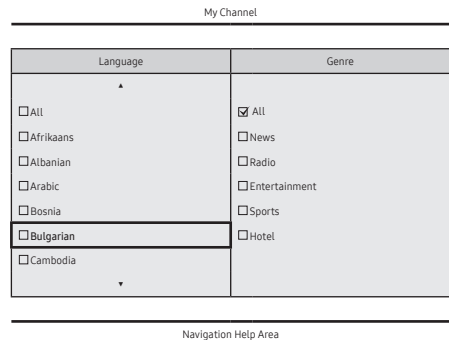 My Channel
Language
Genre
All
Afrikaans
Albanian
Arabic
Bosnia
Bulgarian
Cambodia
All
News
Radio
Entertainment
Sports
Hotel
Navigation Help Area